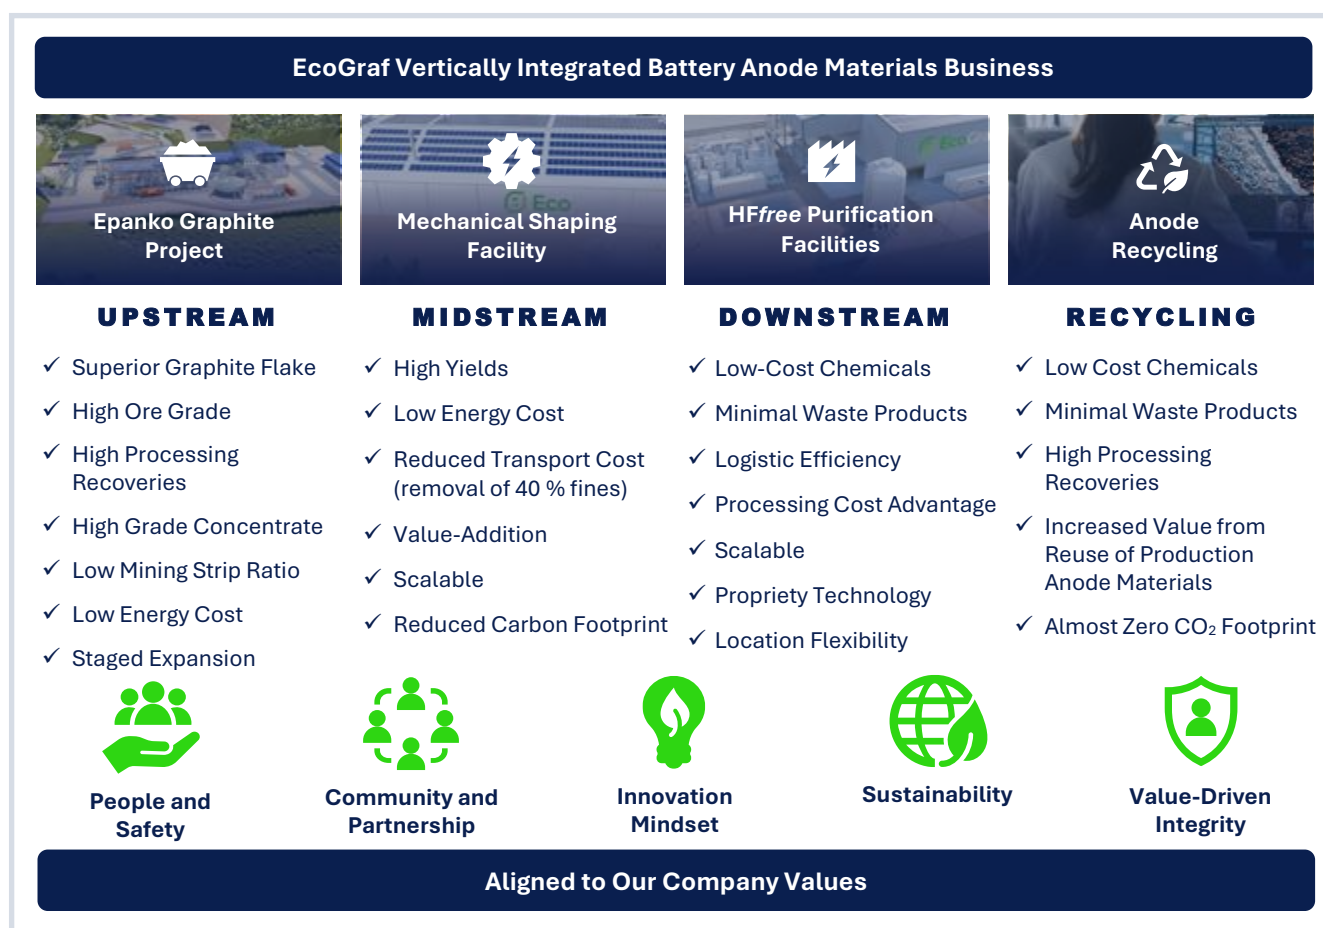 EcoGraf Vertically Integrated Battery Anode Materials Business
Epanko Graphite
Project
Eco
Mechanical Shaping
Facility
Eco
HFfree Purification
Facilities
Anode
Recycling
UPSTREAM
Superior Graphite Flake
High Ore Grade
High Processing
Recoveries
High Grade Concentrate
Low Mining Strip Ratio
Low Energy Cost
Staged Expansion
MIDSTREAM
High Yields
Low Energy Cost
Reduced Transport Cost
(removal of 40 % fines)
Value-Addition
Scalable
Reduced Carbon Footprint
DOWNSTREAM
Low-Cost Chemicals
Minimal Waste Products
Logistic Efficiency
Processing Cost Advantage
Scalable
Propriety Technology
Location Flexibility
RECYCLING
Low Cost Chemicals
Minimal Waste Products
High Processing
Recoveries
Increased Value from
Reuse of Production
Anode Materials
Almost Zero CO₂ Footprint
People and
Safety
Community and
Partnership
Innovation
Mindset
Sustainability
Value-Driven
Integrity
Aligned to Our Company Values